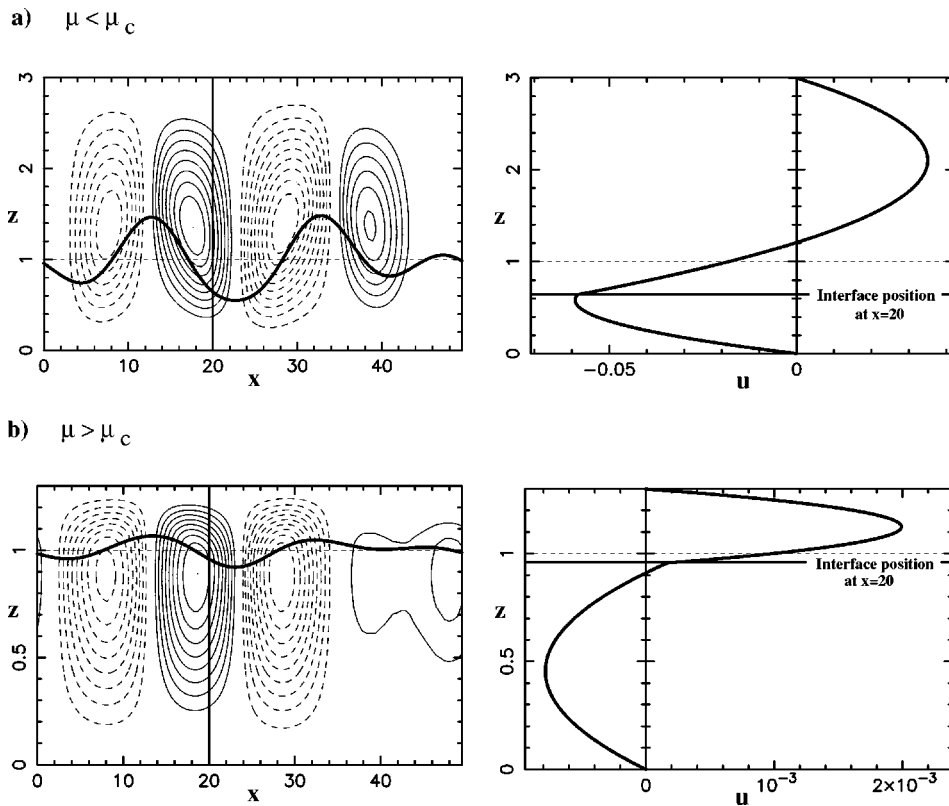 a) μ < μ c
3
2
z
1
0
0 10 20 30 40
x
3
2
z
1
0
Interface position
at x=20
-0.05 0
u
b) μ > μ c
1
z
0.5
0
0 10 20 30 40
x
1
z
0.5
0
Interface position
at x=20
0 10⁻³ 2×10⁻³
u